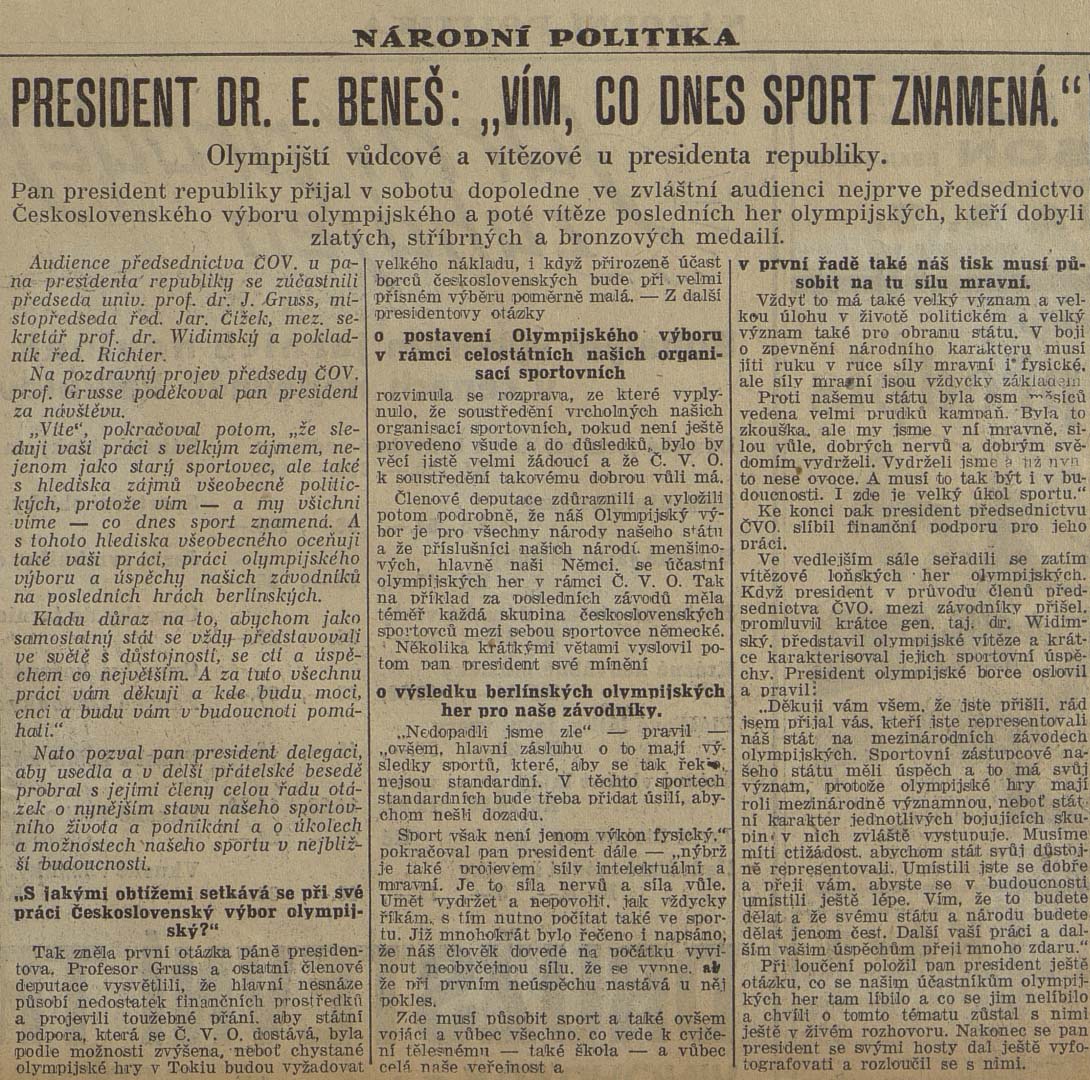 NÁRODNÍ POLITIKA
PRESIDENT DR. E. BENEŠ: „VÍM, CO DNES SPORT ZNAMENÁ."
Olympijští vůdcové a vítězové u presidenta republiky.
Pan president republiky přijal v sobotu dopoledne ve zvláštní audienci nejprve předsednictvo
Československého výboru olympijského a poté vítěze posledních her olympijských, kteří dobyli
zlatých, stříbrných a bronzových medailí.
Audience předsednictva ČOV. u pa-
na presidenta republiky se zúčastnili
předseda univ. prof. dr. J. Gruss, mí-
stopředseda řed. Jar. Čížek, mez. se-
kretář prof. dr. Widimský a poklad-
ník řed. Richter.
Na pozdravný projev předsedy ČOV.
prof. Grusse poděkoval pan president
za návštěvu.
„Víte“, pokračoval potom, „že sle-
duji vaši práci s velkým zájmem, ne-
jenom jako starý sportovec, ale také
s hlediska zájmů všeobecně politic-
kých, protože vím — a my všichni
víme — co dnes sport znamená. A
s tohoto hlediska všeobecného oceňuji
také vaši práci, práci olympijského
výboru a úspěchy našich závodníků
na posledních hrách berlínských.
Kladu důraz na to, abychom jako
samostatný stát se vždy představovali
ve světě s důstojností, se ctí a úspě-
chem co největším. A za tuto všechnu
práci vám děkuji a kde budu moci,
chci a budu vám v budoucnosti pomá-
hati.“
Nato pozval pan president delegaci,
aby usedla a v delší přátelské besedě
probral s jejími členy celou řadu otá-
zek o nynějším stavu našeho sportov-
ního života a podnikání a o úkolech
a možnostech našeho sportu v nejbliž-
ší budoucnosti.
„S jakými obtížemi setkává se při své
práci Československý výbor olympij-
ský?“
Tak zněla první otázka páně presiden-
tova. Profesor Gruss a ostatní členové
deputace vysvětlili, že hlavní nesnáze
působí nedostatek finančních prostředků
a projevili toužebné přání, aby státní
podpora, která se Č. V. O. dostává, byla
podle možnosti zvýšena, neboť chystané
olympijské hry v Tokiu budou vyžadovat
velkého nákladu, i když přirozeně účast
borců československých bude při velmi
přísném výběru poměrně malá. — Z další
presidentovy otázky
o postavení Olympijského výboru
v rámci celostátních našich organi-
sací sportovních
rozvinula se rozprava, ze které vyply-
nulo, že soustředění vrcholných našich
organisací sportovních, pokud není ještě
provedeno všude a do důsledků, bylo by
věcí jistě velmi žádoucí a že Č. V. O.
k soustředění takovému dobrou vůli má.
Členové deputace zdůraznili a vyložili
potom podrobně, že náš Olympijský vý-
bor je pro všechny národy našeho státu
a že příslušníci našich národů menšino-
vých, hlavně naši Němci, se účastní
olympijských her v rámci Č. V. O. Tak
na příklad za posledních závodů měla
téměř každá skupina československých
sportovců mezi sebou sportovce německé.
Několika krátkými větami vyslovil po-
tom pan president své mínění
o výsledku berlínských olympijských
her pro naše závodníky.
„Nedopadli jsme zle“ — pravil —
„ovšem, hlavní zásluhu o to mají vý-
sledky sportů, které, aby se tak řek
nejsou standardní. V těchto sportech
standardních bude třeba přidat úsilí, aby-
chom nešli dozadu.
Sport však není jenom výkon fysický,“
pokračoval pan president dále — „nýbrž
je také projevem síly intelektuální a
mravní. Je to síla nervů a síla vůle.
Umět vydržet a nepovolit, jak vždycky
říkám, s tím nutno počítat také ve spor-
tu. Již mnohokrát bylo řečeno i napsáno,
že náš člověk dovede na počátku vyvi-
nout neobyčejnou sílu, že se vypne, ale
že při prvním neúspěchu nastává u něj
pokles.
Zde musí působit sport a také ovšem
vojáci a vůbec všechno, co vede k cviče-
ní tělesnému — také škola — a vůbec
celá naše veřejnost a
v první řadě také náš tisk musí pů-
sobit na tu sílu mravní.
Vždyť to má také velký význam a vel-
kou úlohu v životě politickém a velký
význam také pro obranu státu. V boji
o zpevnění národního karakteru musí
jíti ruku v ruce síly mravní i fysické,
ale síly mravní jsou vždycky základem.
Proti našemu státu byla osm měsíců
vedena velmi prudká kampaň. Byla to
zkouška, ale my jsme v ní mravně, si-
lou vůle, dobrých nervů a dobrým svě-
domím vydrželi. Vydrželi jsme a již nyní
to nese ovoce. A musí to tak být i v bu-
doucnosti. I zde je velký úkol sportu.“
Ke konci pak president předsednictvu
ČVO. slíbil finanční podporu pro jeho
práci.
Ve vedlejším sále seřadili se zatím
vítězové loňských her olympijských.
Když president v průvodu členů před-
sednictva ČVO. mezi závodníky přišel,
promluvil krátce gen. taj. dr. Widim-
ský, představil olympijské vítěze a krát-
ce karakterisoval jejich sportovní úspě-
chy. President olympijské borce oslovil
a pravil:
„Děkuji vám všem, že jste přišli, rád
jsem přijal vás, kteří jste representovali
náš stát na mezinárodních závodech
olympijských. Sportovní zástupcové na-
šeho státu měli úspěch a to má svůj
význam, protože olympijské hry mají
roli mezinárodně významnou, neboť stát-
ní karaktér jednotlivých bojujících sku-
pin v nich zvláště vystupuje. Musíme
míti ctižádost, abychom stát svůj důstoj-
ně representovali. Umístili jste se dobře
a přeji vám, abyste se v budoucnosti
umístili ještě lépe. Vím, že to budete
dělat a že svému státu a národu budete
dělat jenom čest. Další vaší práci a dal-
ším vašim úspěchům přeji mnoho zdaru.“
Při loučení položil pan president ještě
otázku, co se našim účastníkům olympij-
kých her tam líbilo a co se jim nelíbilo
a chvíli o tomto tématu zůstal s nimi
ještě v živém rozhovoru. Nakonec se pan
president se svými hosty dal ještě vyfo-
tografovati a rozloučil se s nimi.